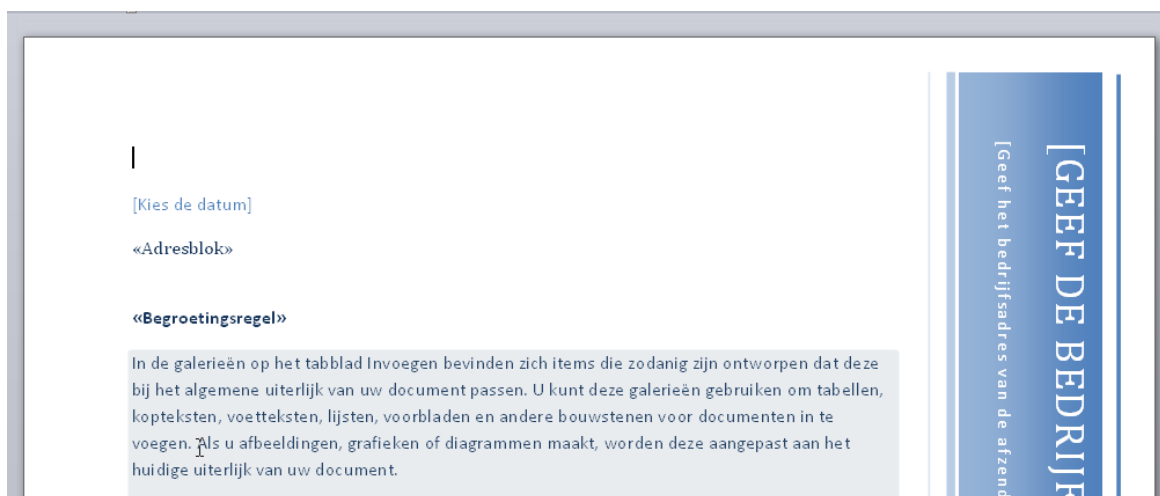 [Kies de datum]
«Adresblok»
«Begroetingsregel»
In de galerieën op het tabblad Invoegen bevinden zich items die zodanig zijn ontworpen dat deze
bij het algemene uiterlijk van uw document passen. U kunt deze galerieën gebruiken om tabellen,
kopteksten, voetteksten, lijsten, voorbladen en andere bouwstenen voor documenten in te
voegen. Als u afbeeldingen, grafieken of diagrammen maakt, worden deze aangepast aan het
huidige uiterlijk van uw document.
[GEEF DE BEDRIJF
[Geef het bedrijfsadres van de afzend